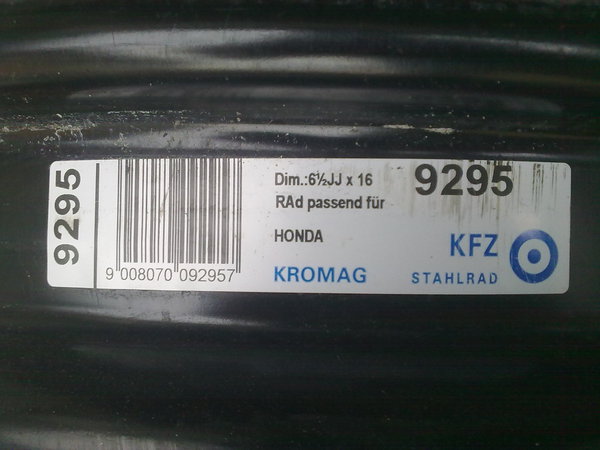 9295
9 008070 092957
Dim.:6½JJ x 16
RAd passend für
HONDA
KROMAG
9295
KFZ
STAHLRAD